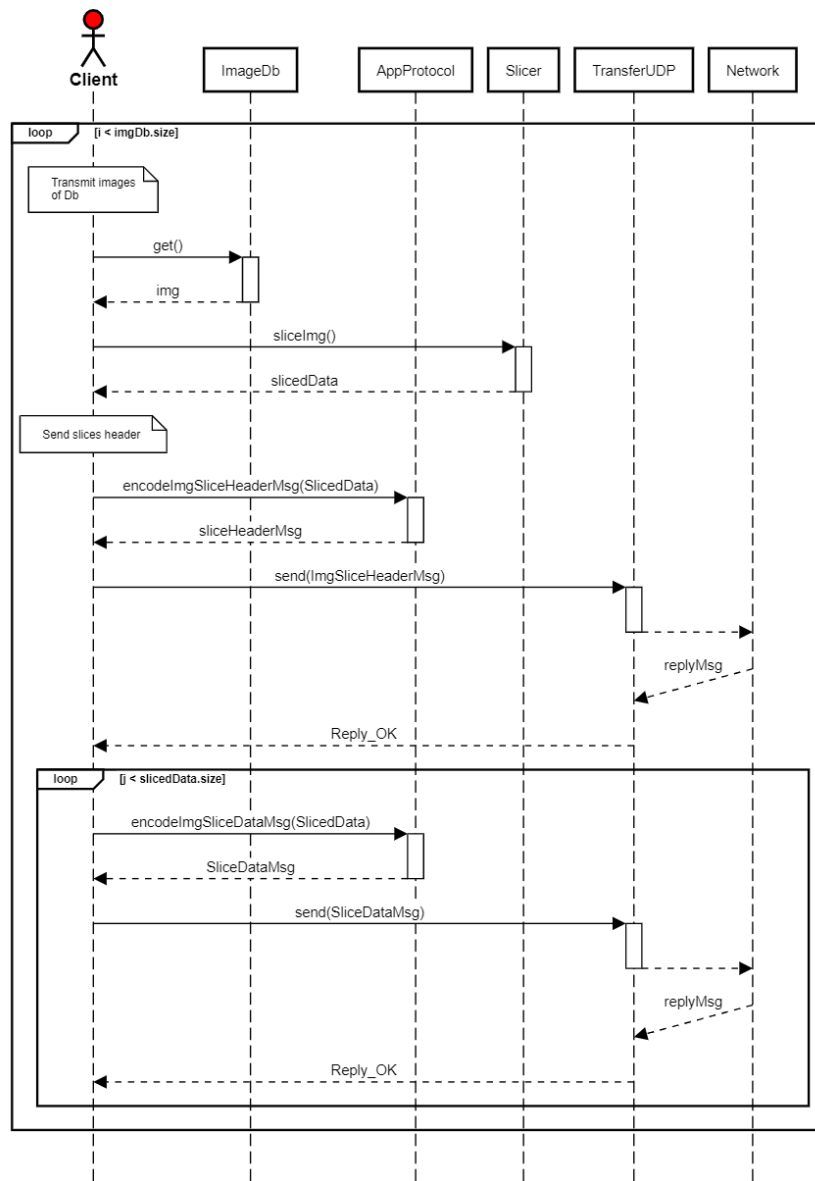 Client
ImageDb
AppProtocol
Slicer
TransferUDP
Network
loop
[i < imgDb.size]
Transmit images
of Db
get()
img
sliceImg()
slicedData
Send slices header
encodeImgSliceHeaderMsg(SlicedData)
sliceHeaderMsg
send(ImgSliceHeaderMsg)
replyMsg
Reply_OK
loop
[j < slicedData.size]
encodeImgSliceDataMsg(SlicedData)
SliceDataMsg
send(SliceDataMsg)
replyMsg
Reply_OK